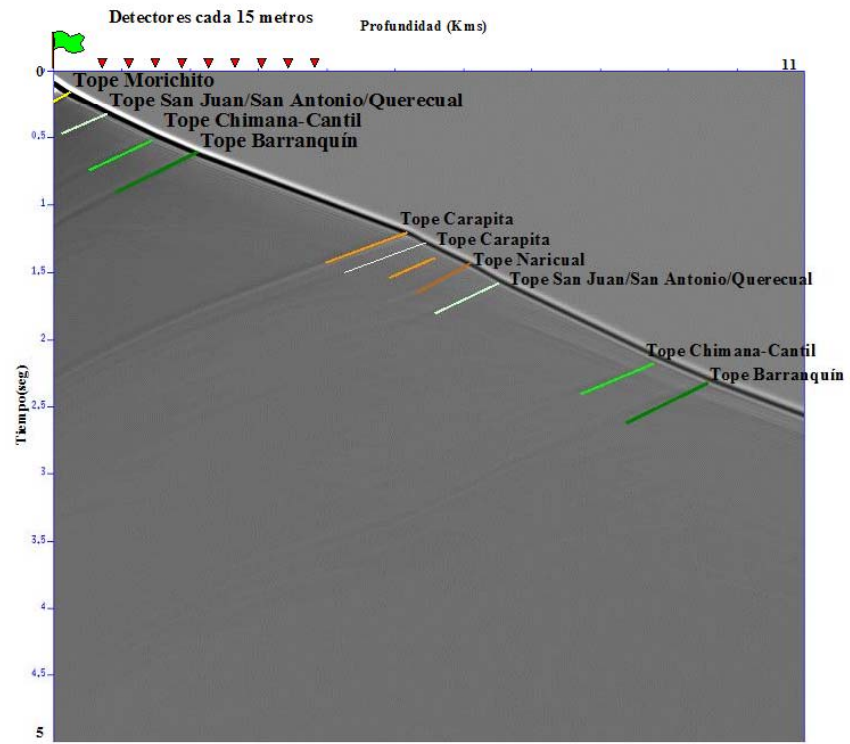 Detectores cada 15 metros
Profundidad (Kms)
0
11
Tope Morichito
Tope San Juan/San Antonio/Querecual
Tope Chimana-Cantil
0,5
Tope Barranquín
1
Tope Carapita
Tope Carapita
Tope Naricual
1,5
Tope San Juan/San Antonio/Querecual
2
Tope Chimana-Cantil
Tope Barranquín
2,5
Tiempo(seg)
3
3,5
4
4,5
5